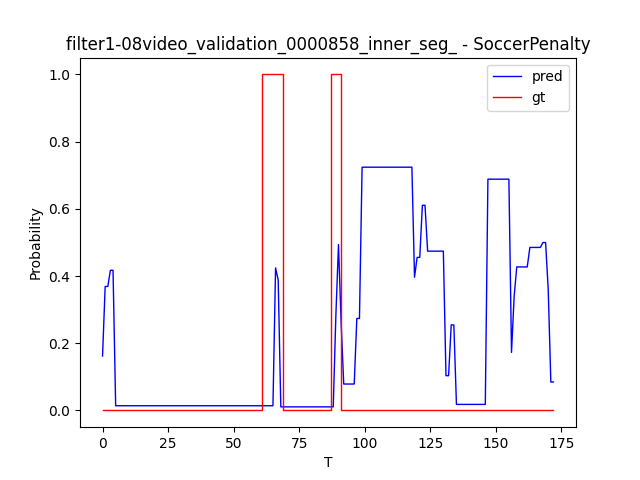 filter1-08video_validation_0000858_inner_seg_ - SoccerPenalty
pred
gt
1.0
0.8
0.6
0.4
0.2
0.0
Probability
0 25 50 75 100 125 150 175
T